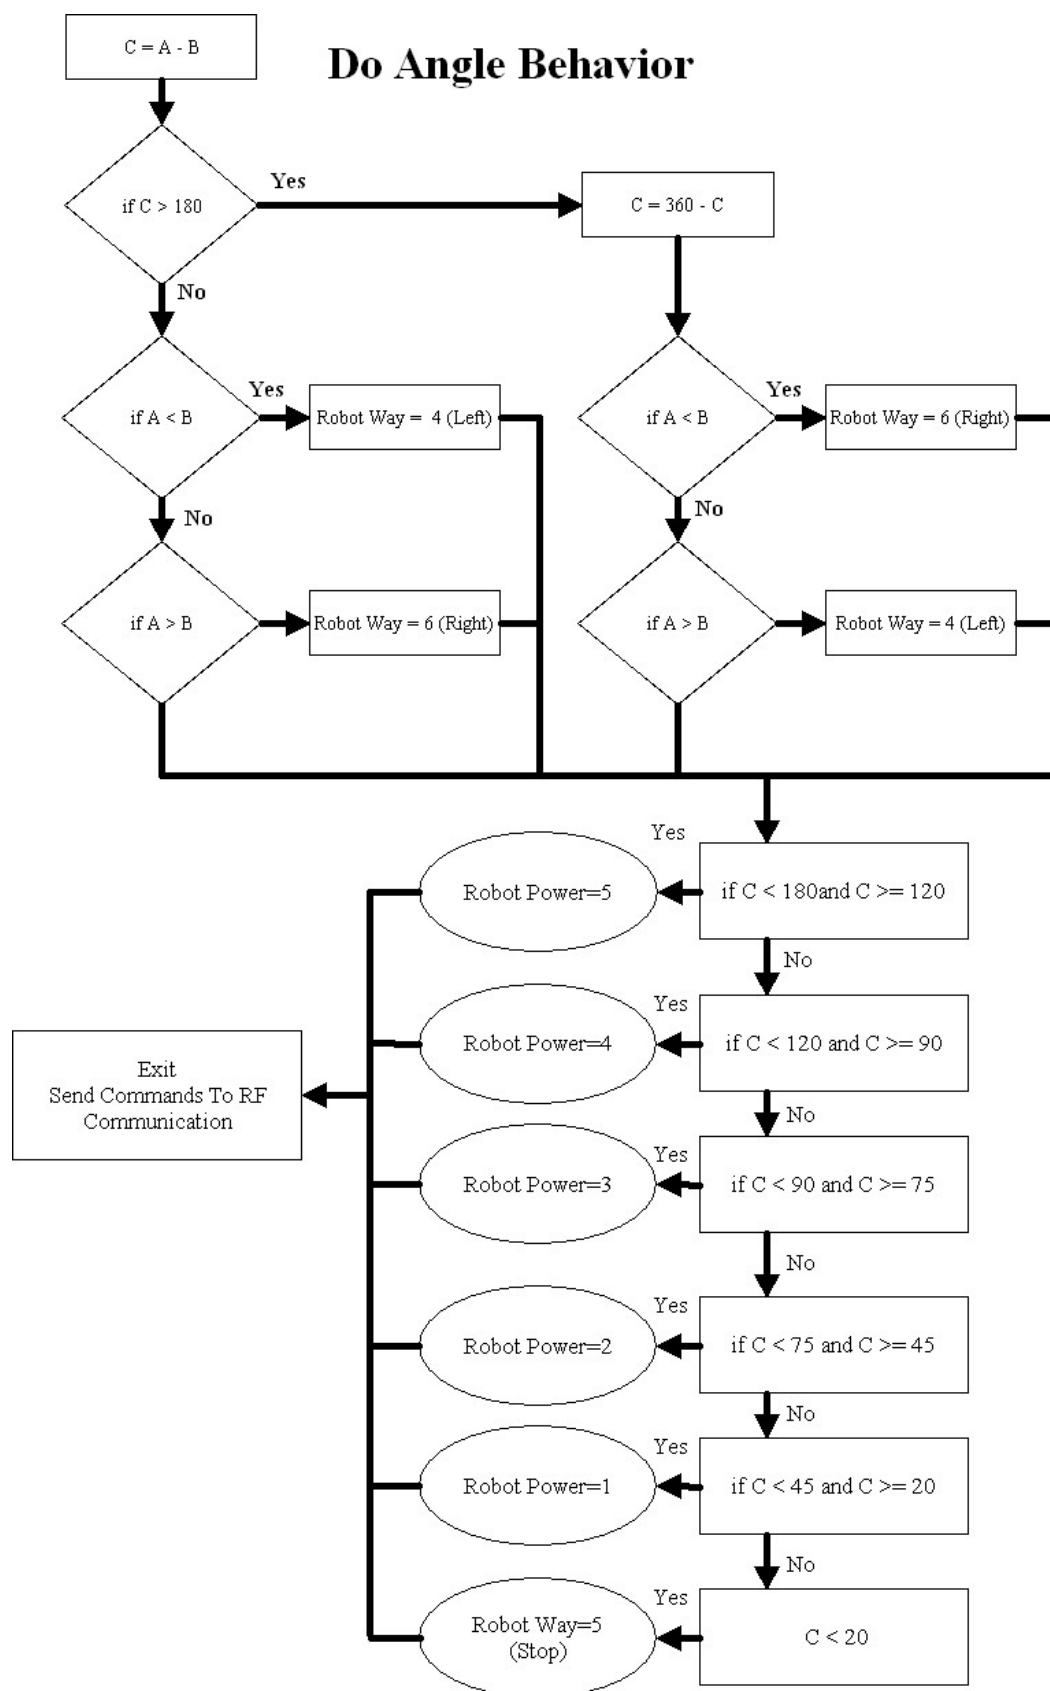 C = A - B
Do Angle Behavior
if C > 180
Yes
C = 360 - C
No
if A < B
Yes
Robot Way =  4 (Left)
if A < B
Yes
Robot Way = 6 (Right)
No
No
if A > B
Robot Way = 6 (Right)
if A > B
Robot Way = 4 (Left)
Yes
Robot Power=5
if C < 180and C >= 120
No
Yes
Robot Power=4
if C < 120 and C >= 90
Exit
Send Commands To RF
Communication
No
Yes
Robot Power=3
if C < 90 and C >= 75
No
Yes
Robot Power=2
if C < 75 and C >= 45
No
Yes
Robot Power=1
if C < 45 and C >= 20
No
Yes
Robot Way=5
(Stop)
C < 20